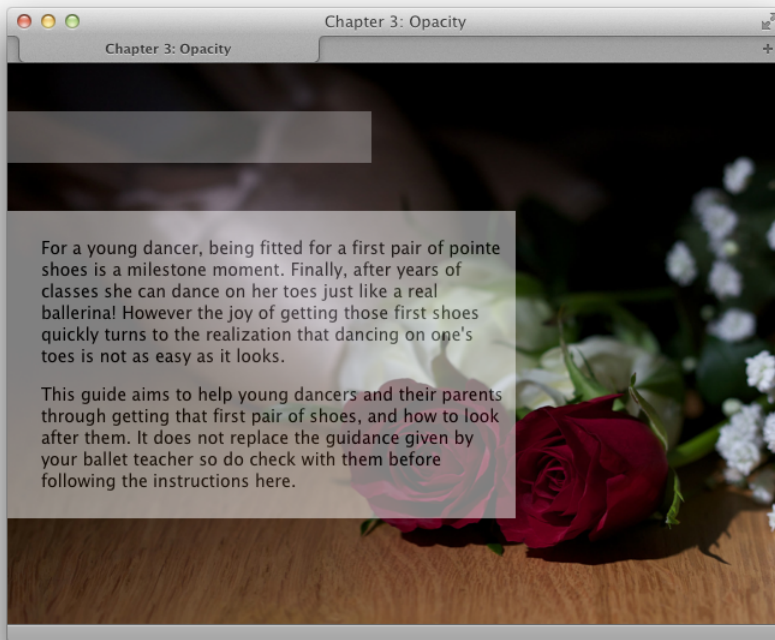 Chapter 3: Opacity
Chapter 3: Opacity
For a young dancer, being fitted for a first pair of pointe
shoes is a milestone moment. Finally, after years of
classes she can dance on her toes just like a real
ballerina! However the joy of getting those first shoes
quickly turns to the realization that dancing on one's
toes is not as easy as it looks.
This guide aims to help young dancers and their parents
through getting that first pair of shoes, and how to look
after them. It does not replace the guidance given by
your ballet teacher so do check with them before
following the instructions here.